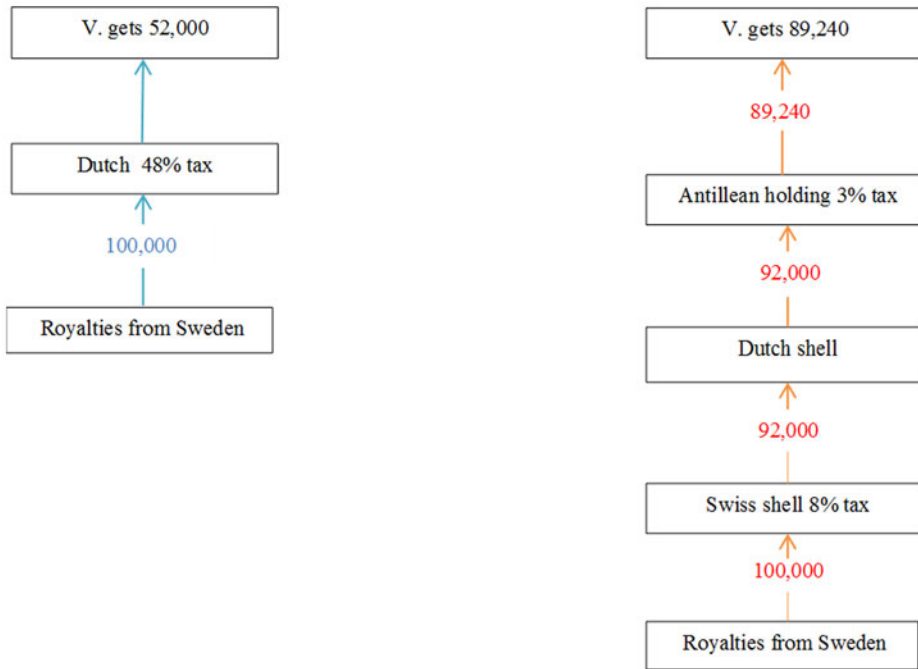 V. gets 52,000
Dutch 48% tax
100,000
Royalties from Sweden
V. gets 89,240
89,240
Antillean holding 3% tax
92,000
Dutch shell
92,000
Swiss shell 8% tax
100,000
Royalties from Sweden